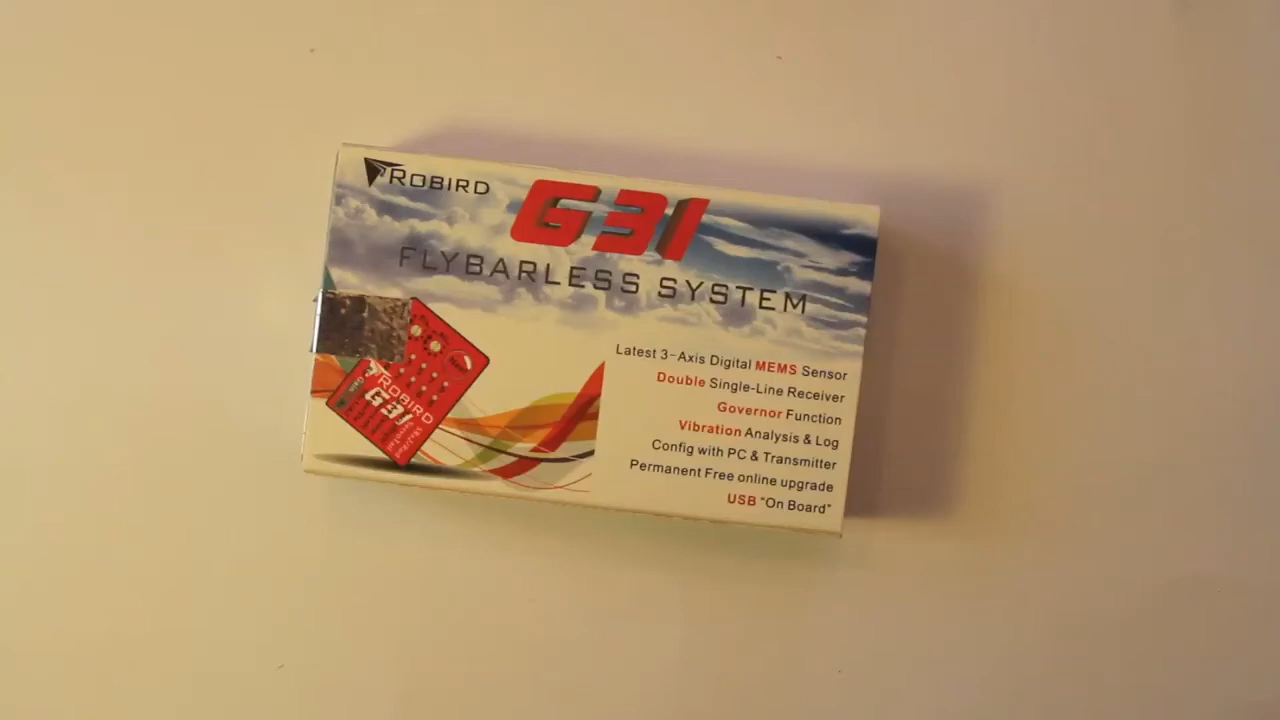 ROBIRD
G31
FLYBARLESS SYSTEM
Latest 3-Axis Digital MEMS Sensor
Double Single-Line Receiver
Governor Function
Vibration Analysis & Log
Config with PC & Transmitter
Permanent Free online upgrade
USB "On Board"
ROBIRD
G31